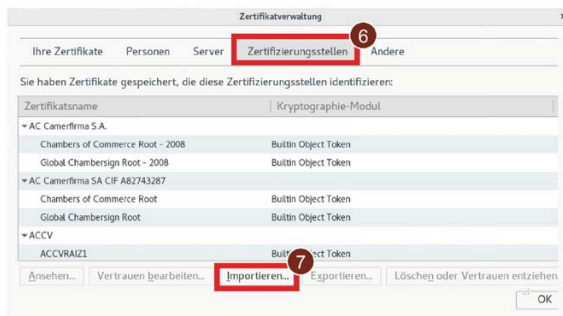 Zertifikatverwaltung
6
Ihre Zertifikate Personen Server Zertifizierungsstellen Andere
Sie haben Zertifikate gespeichert, die diese Zertifizierungsstellen identifizieren:
Zertifikatsname Kryptographie-Modul
AC Camerfirma S.A.
Chambers of Commerce Root - 2008 Builtin Object Token
Global Chambersign Root - 2008 Builtin Object Token
AC Camerfirma SA CIF A82743287
Chambers of Commerce Root Builtin Object Token
Global Chambersign Root Builtin Object Token
ACCV
ACCVRAIZ1
7
Ansehen... Vertrauen bearbeiten... Importieren... Exportieren... Löschen oder Vertrauen entziehen
OK